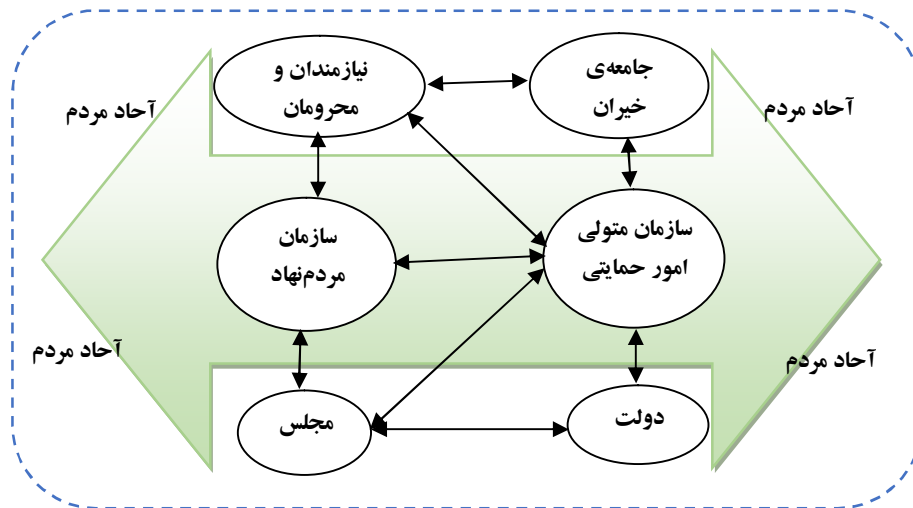 جامعه‌ی
خیران
نیازمندان و
محرومان
آحاد مردم
آحاد مردم
سازمان متولی
امور حمایتی
سازمان
مردم‌نهاد
آحاد مردم
آحاد مردم
دولت
مجلس